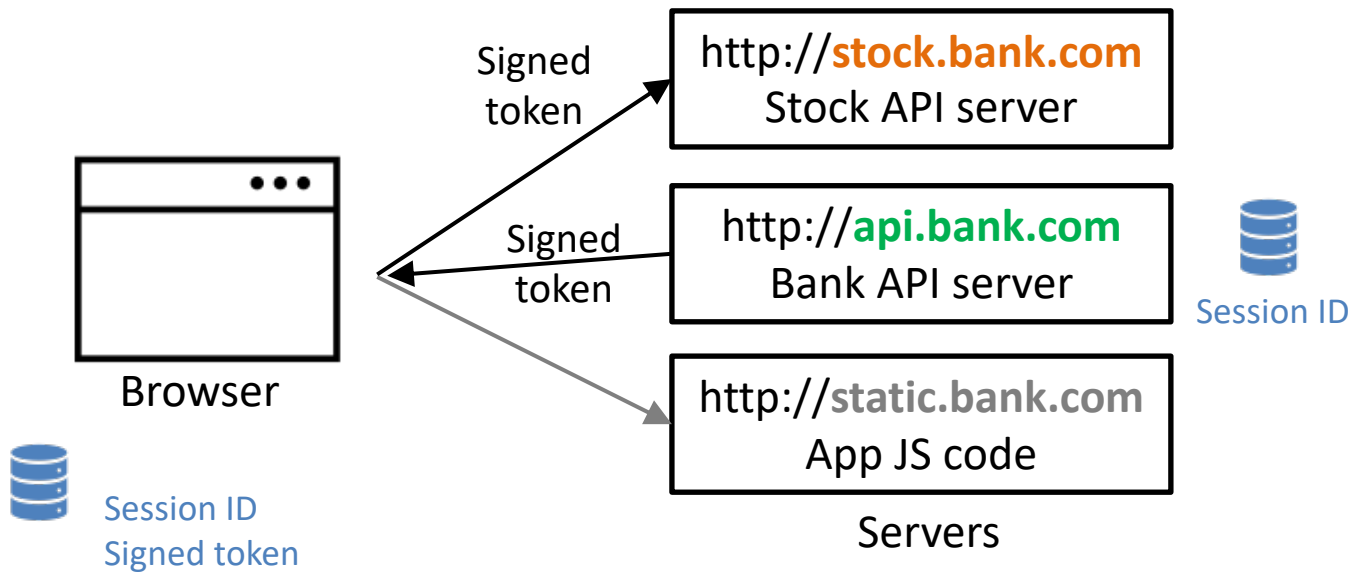 Signed
token
http://stock.bank.com
Stock API server
Signed
token
http://api.bank.com
Bank API server
Session ID
Browser
http://static.bank.com
App JS code
Session ID
Signed token
Servers